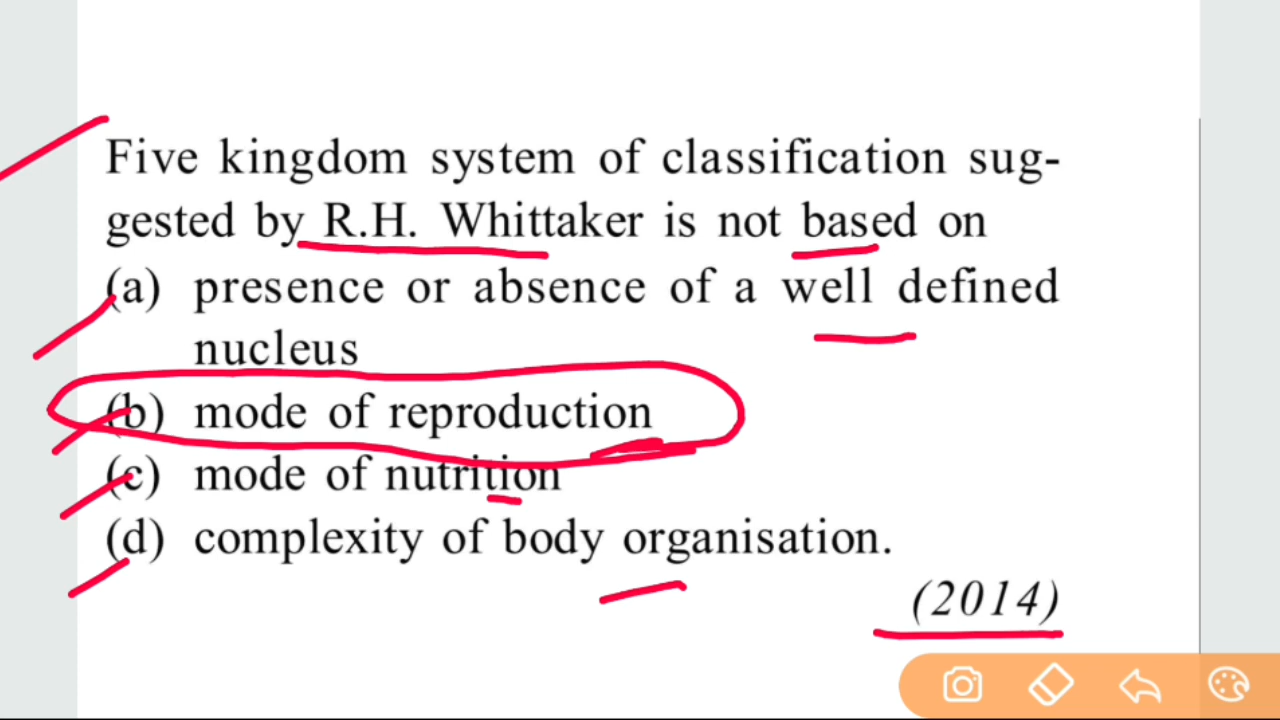 Five kingdom system of classification sug-
gested by R.H. Whittaker is not based on
(a) presence or absence of a well defined
nucleus
(b) mode of reproduction
(c) mode of nutrition
(d) complexity of body organisation.
(2014)